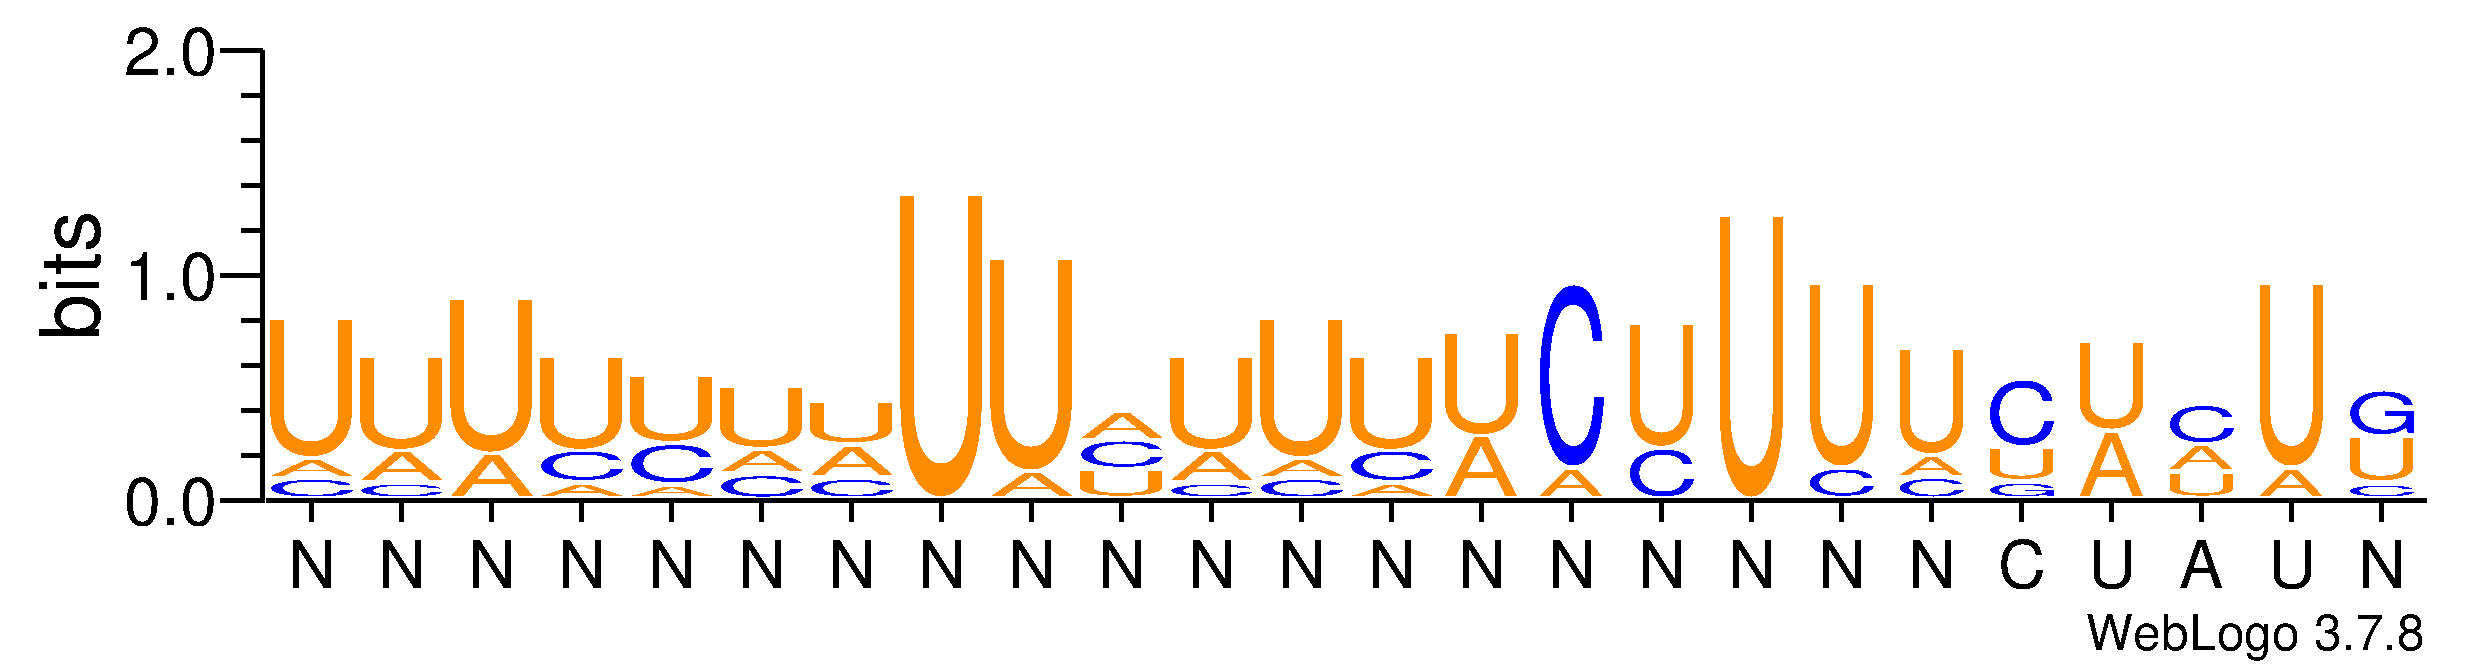 2.0
1.0
0.0
bits
U U U U U U U U U A U U U U C U U U U C U C U G
A A A C C A A A C A A C A A C C A U A A A U
C C A A C C U C C A C G U C
N N N N N N N N N N N N N N N N N N N C U A U N
WebLogo 3.7.8